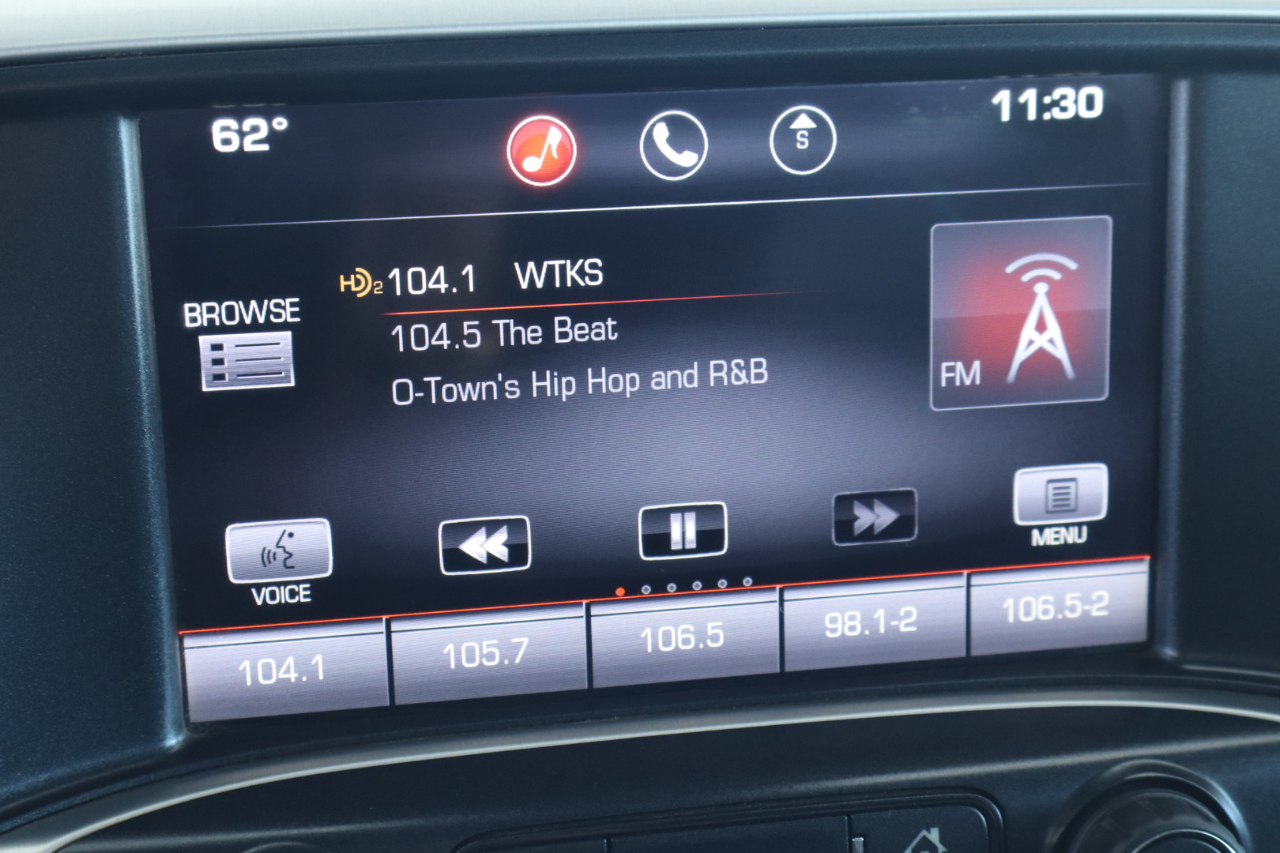 62°
S
11:30
HD2 104.1 WTKS
BROWSE
104.5 The Beat
O-Town's Hip Hop and R&B
FM
VOICE
MENU
104.1
105.7
106.5
98.1-2
106.5-2